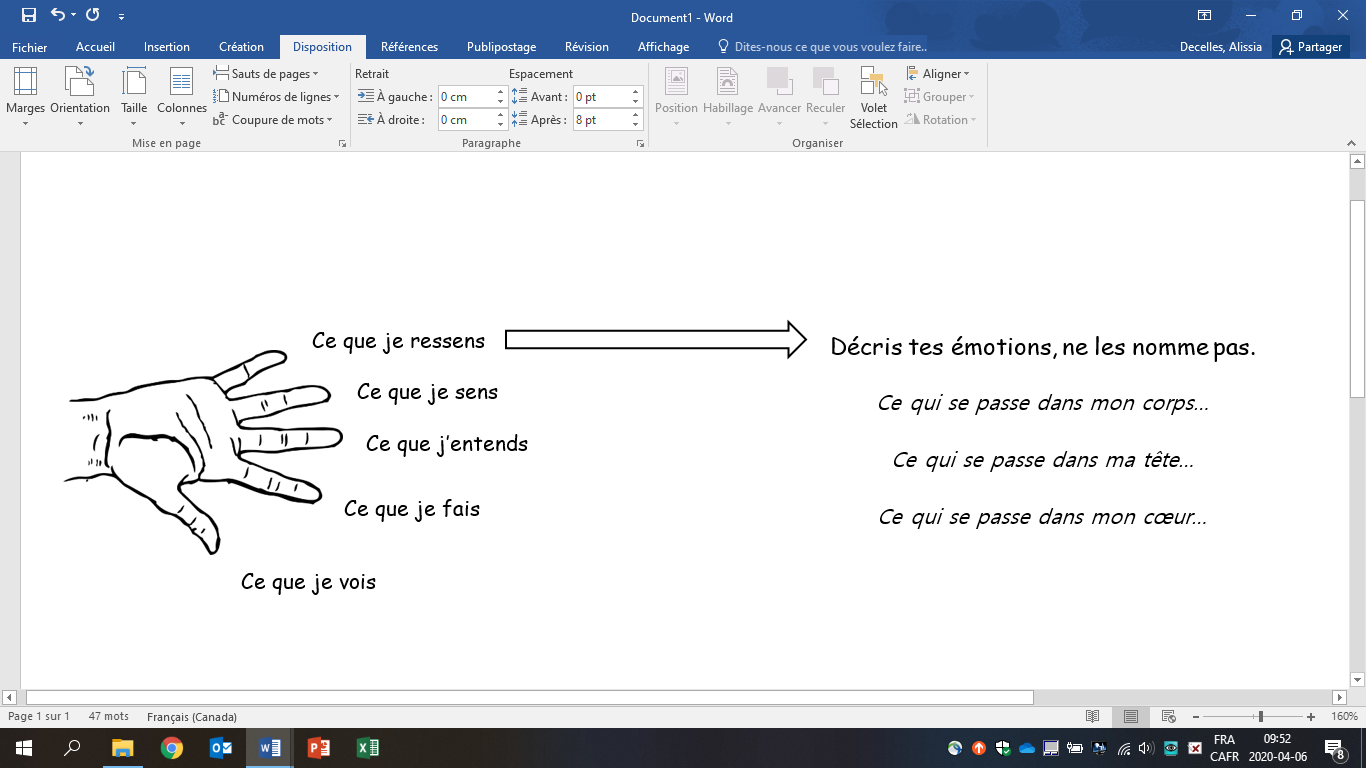 Document1 - Word
Fichier Accueil Insertion Création Disposition Références Publipostage Révision Affichage Dites-nous ce que vous voulez faire.. Decelles, Alissia Partager
Marges Orientation Taille Colonnes
Sauts de pages
Numéros de lignes
Coupure de mots
Mise en page
Retrait Espacement
À gauche : 0 cm Avant : 0 pt
À droite : 0 cm Après : 8 pt
Paragraphe
Position Habillage Avancer Reculer Volet Sélection
Aligner
Grouper
Rotation
Organiser
Ce que je ressens
Ce que je sens
Ce que j'entends
Ce que je fais
Ce que je vois
Décris tes émotions, ne les nomme pas.
Ce qui se passe dans mon corps...
Ce qui se passe dans ma tête...
Ce qui se passe dans mon cœur...
Page 1 sur 1 47 mots Français (Canada) 160%
FRA 09:52
CAFR 2020-04-06 8